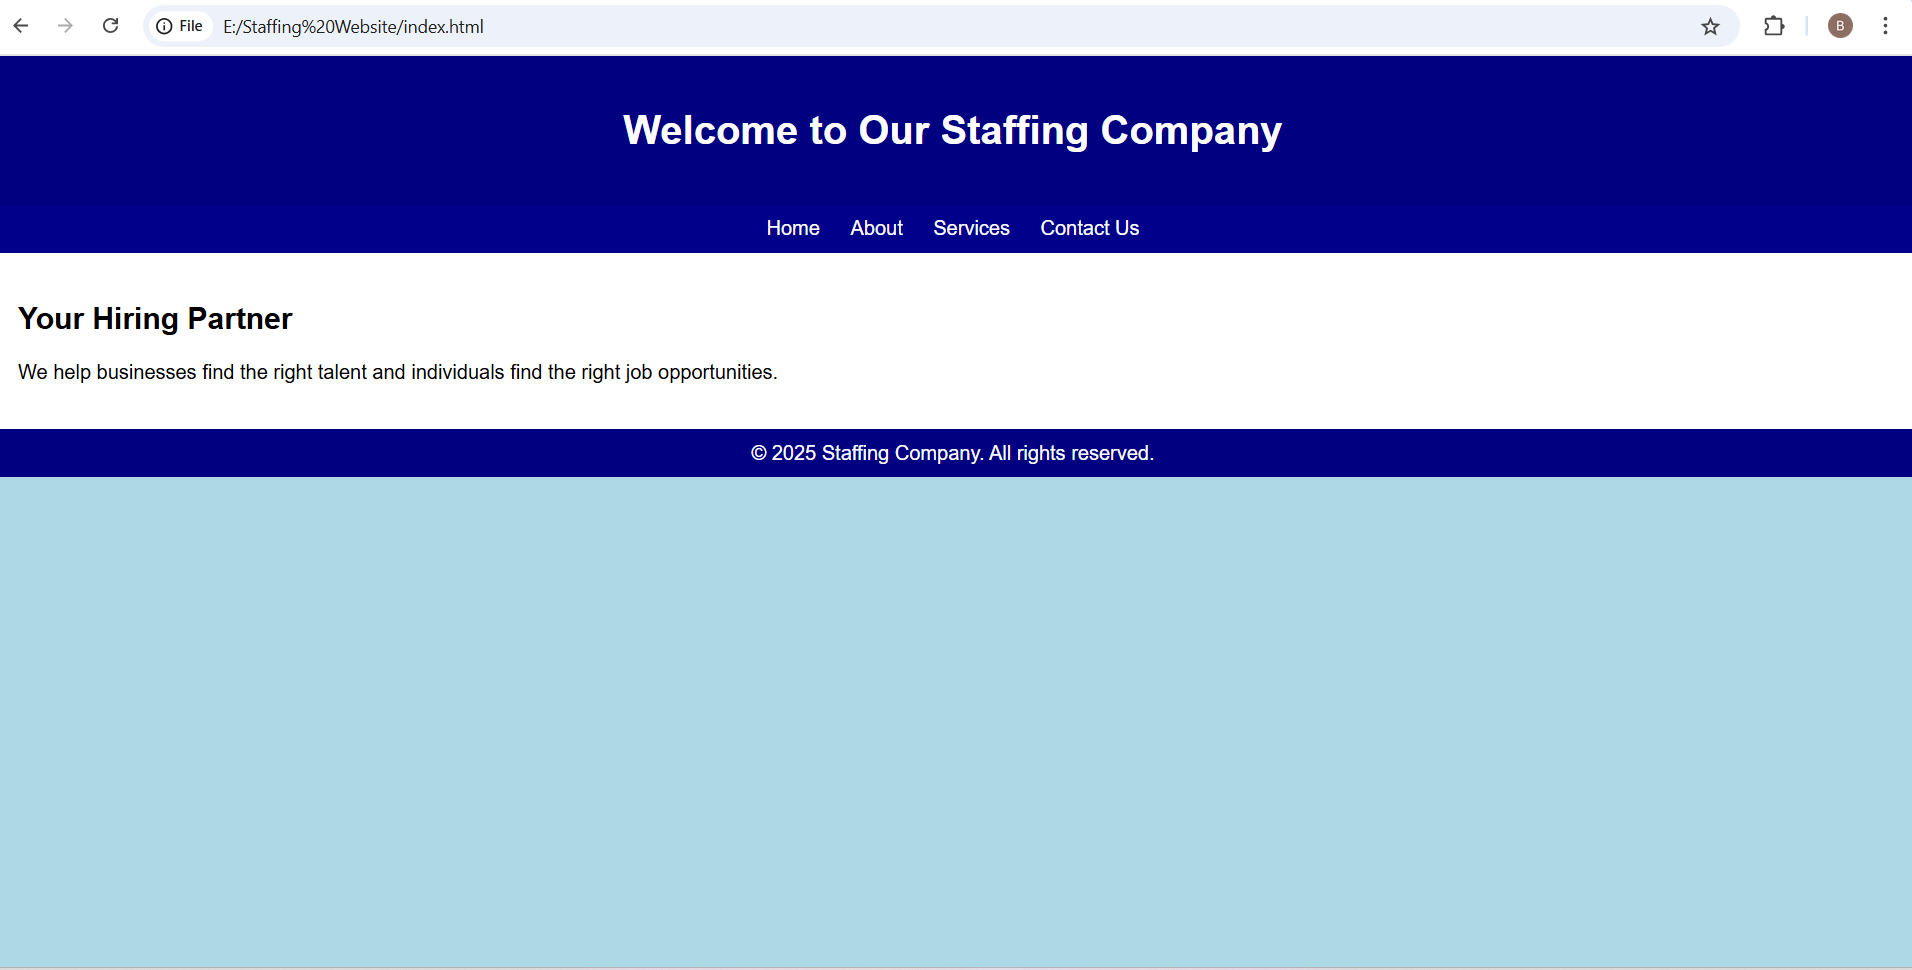 File E:/Staffing%20Website/index.html B
Welcome to Our Staffing Company
Home About Services Contact Us
Your Hiring Partner
We help businesses find the right talent and individuals find the right job opportunities.
© 2025 Staffing Company. All rights reserved.